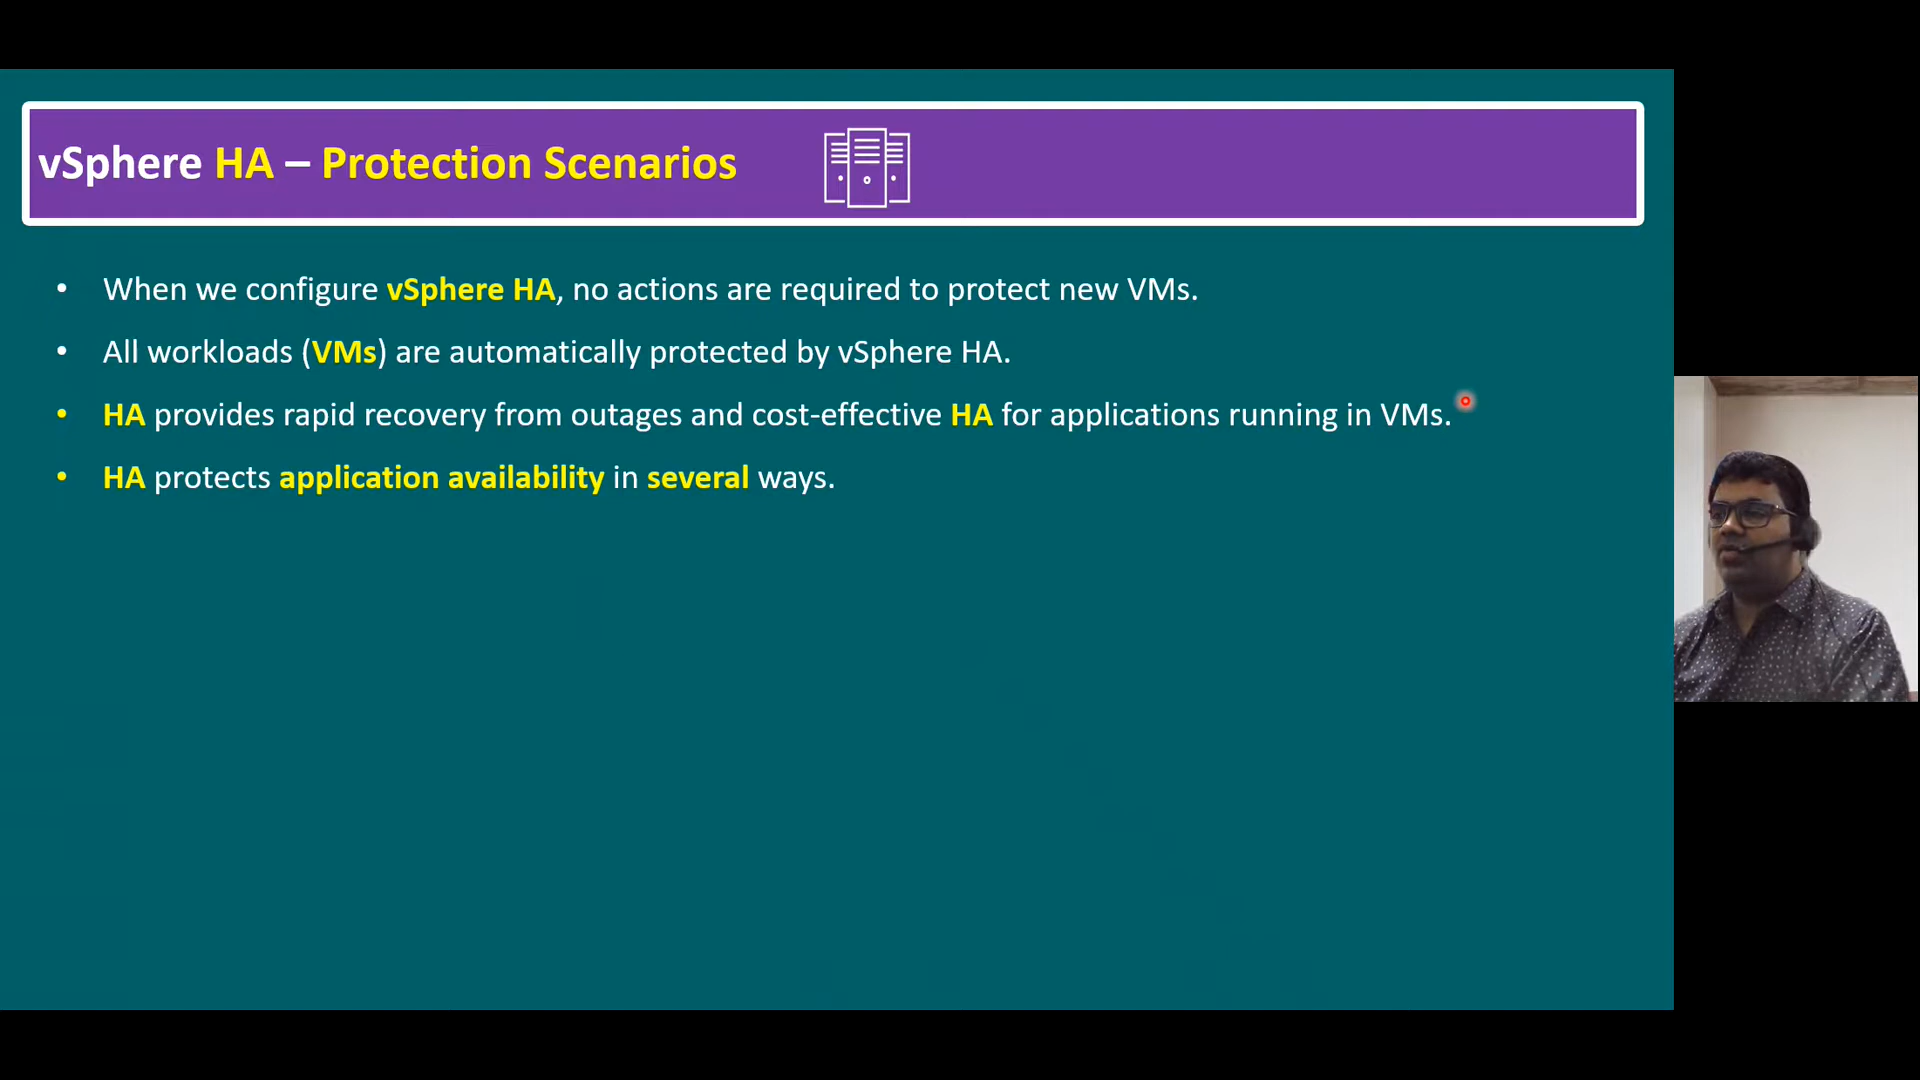 vSphere HA – Protection Scenarios
• When we configure vSphere HA, no actions are required to protect new VMs.
• All workloads (VMs) are automatically protected by vSphere HA.
• HA provides rapid recovery from outages and cost-effective HA for applications running in VMs.
• HA protects application availability in several ways.